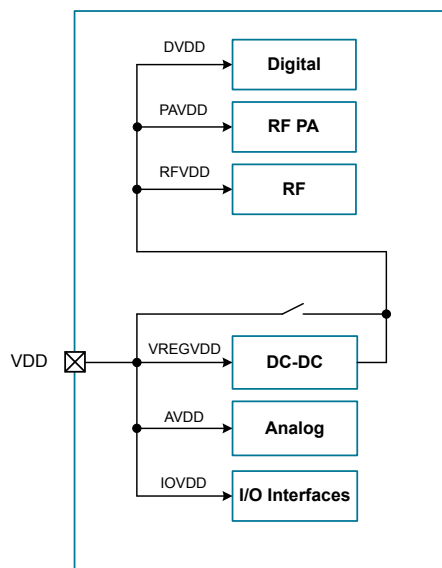 DVDD
Digital
PAVDD
RF PA
RFVDD
RF
VDD
VREGVDD
DC-DC
AVDD
Analog
IOVDD
I/O Interfaces